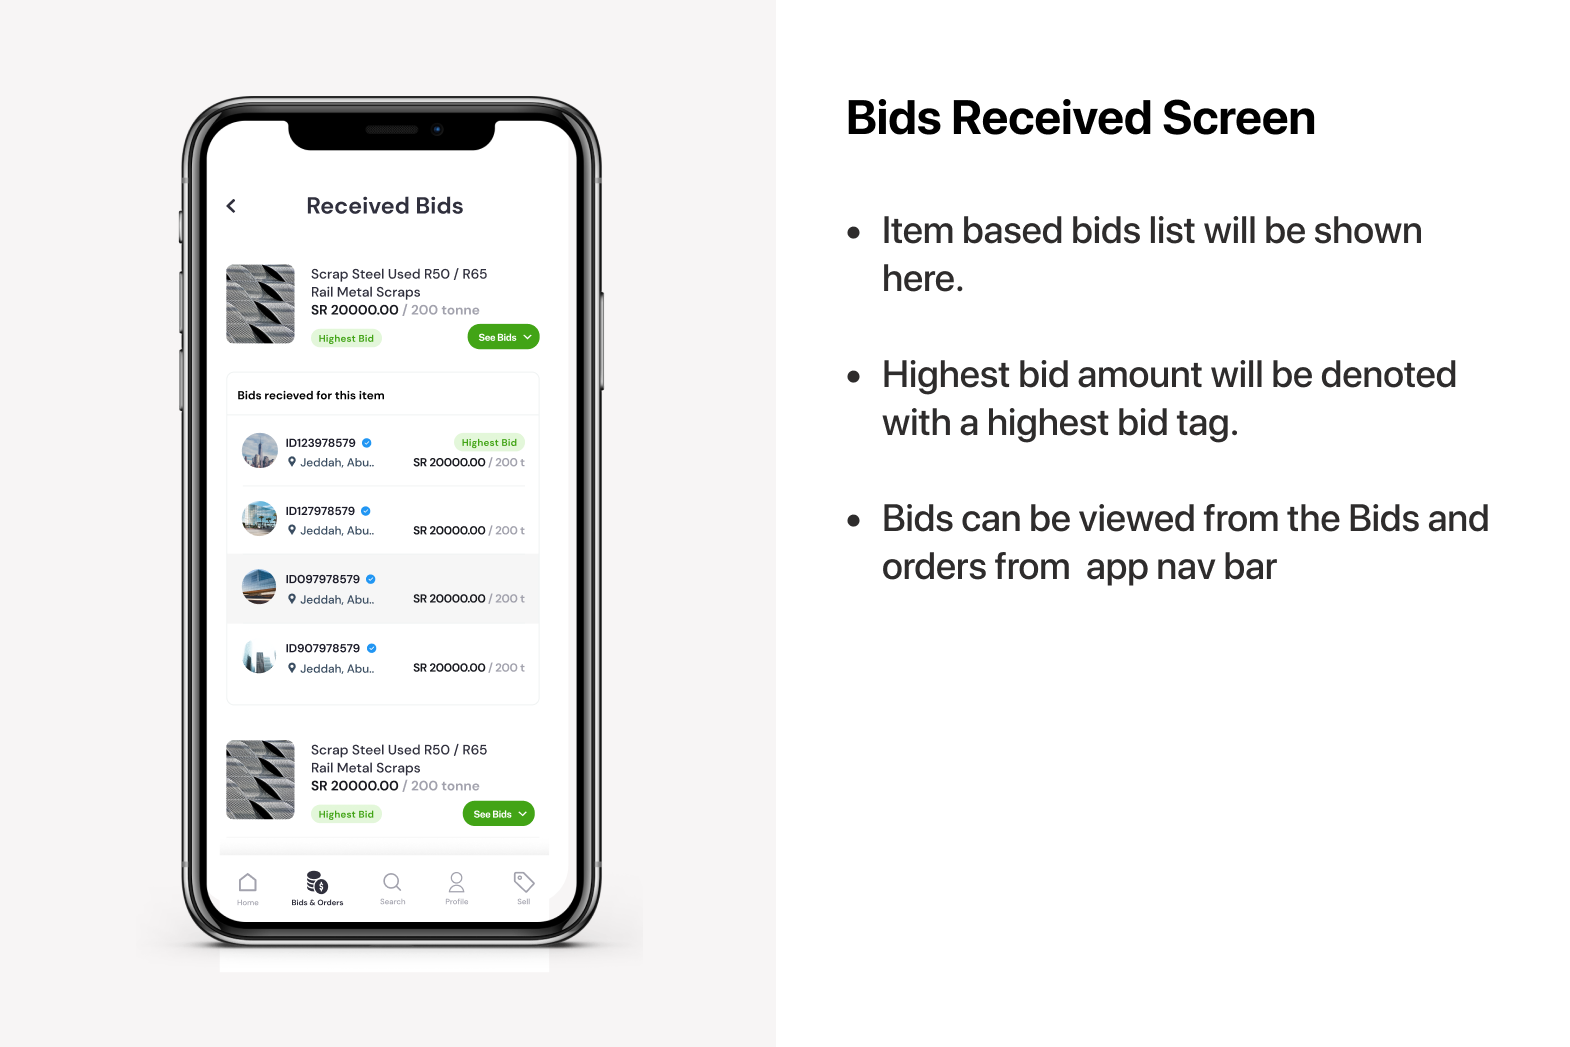 Received Bids
Scrap Steel Used R50 / R65
Rail Metal Scraps
SR 20000.00 / 200 tonne
Highest Bid
See Bids
Bids recieved for this item
ID123978579
Highest Bid
Jeddah, Abu..
SR 20000.00 / 200 t
ID127978579
Jeddah, Abu..
SR 20000.00 / 200 t
ID097978579
Jeddah, Abu..
SR 20000.00 / 200 t
ID907978579
Jeddah, Abu..
SR 20000.00 / 200 t
Scrap Steel Used R50 / R65
Rail Metal Scraps
SR 20000.00 / 200 tonne
Highest Bid
See Bids
Home
Bids & Orders
Search
Profile
Sell
Bids Received Screen
• Item based bids list will be shown
here.
• Highest bid amount will be denoted
with a highest bid tag.
• Bids can be viewed from the Bids and
orders from  app nav bar